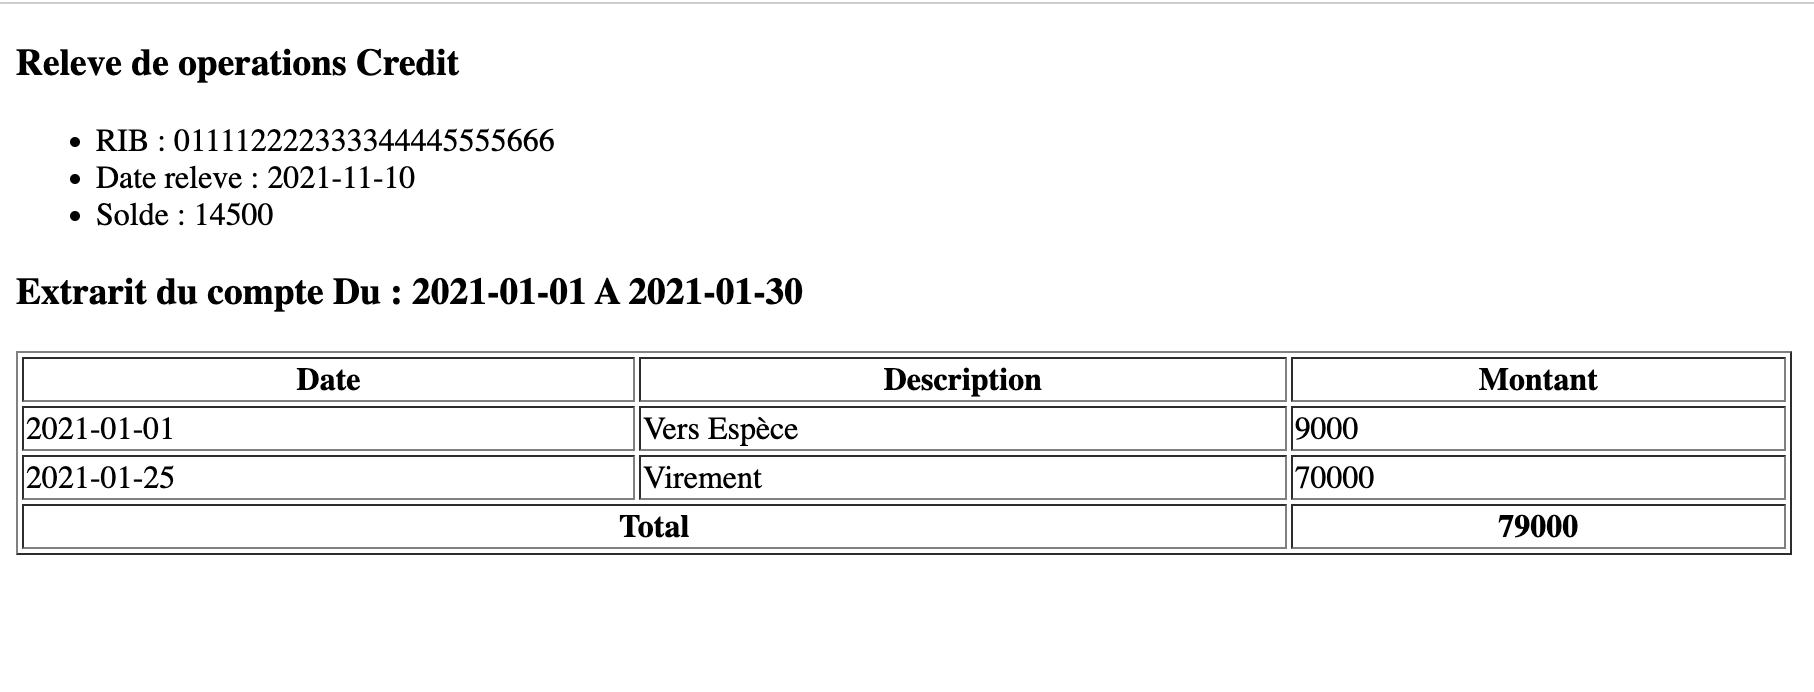 Releve de operations Credit
RIB : 011112222333344445555666
Date releve : 2021-11-10
Solde : 14500
Extrarit du compte Du : 2021-01-01 A 2021-01-30
Date Description Montant
2021-01-01 Vers Espèce 9000
2021-01-25 Virement 70000
Total 79000